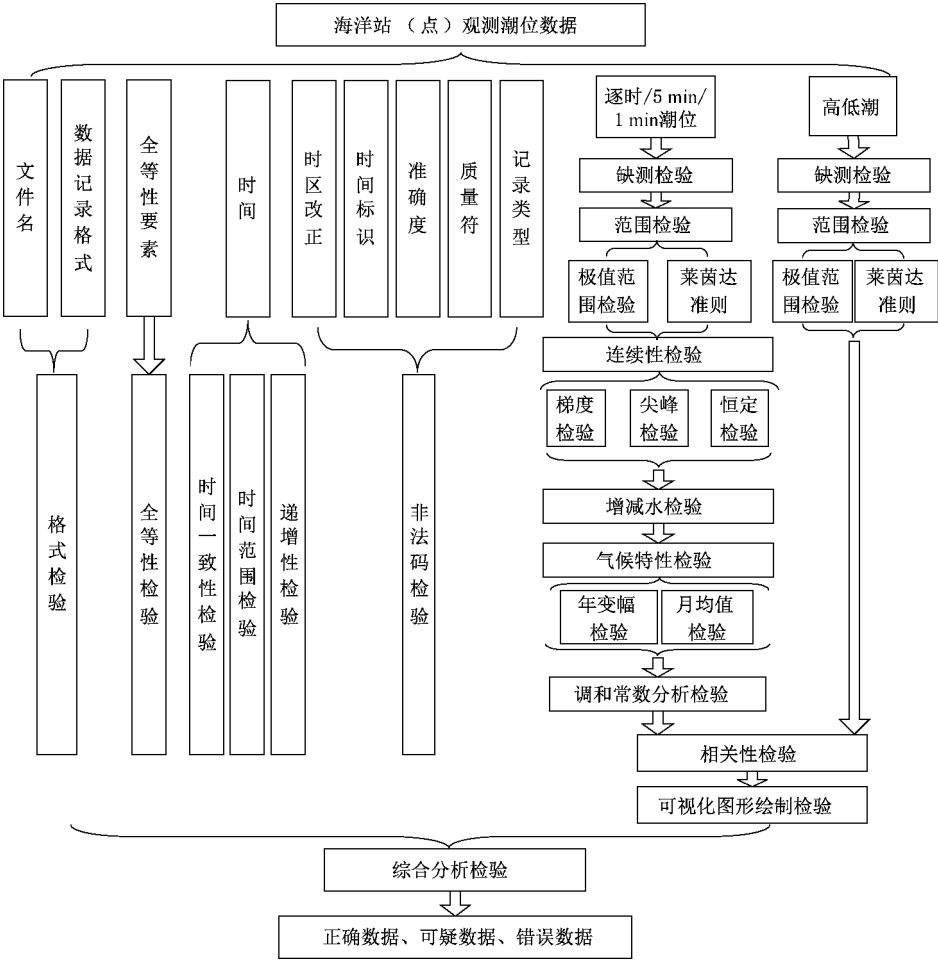 海洋站（点）观测潮位数据
文件名
数据记录格式
全等性要素
时间
时区改正
时间标识
准确度
质量符
记录类型
逐时/5 min/
1 min潮位
高低潮
缺测检验
缺测检验
范围检验
范围检验
极值范
围检验
莱茵达
准则
极值范
围检验
莱茵达
准则
连续性检验
梯度
检验
尖峰
检验
恒定
检验
增减水检验
气候特性检验
年变幅
检验
月均值
检验
调和常数分析检验
格式检验
全等性检验
时间一致性检验
时间范围检验
递增性检验
非法码检验
相关性检验
可视化图形绘制检验
综合分析检验
正确数据、可疑数据、错误数据